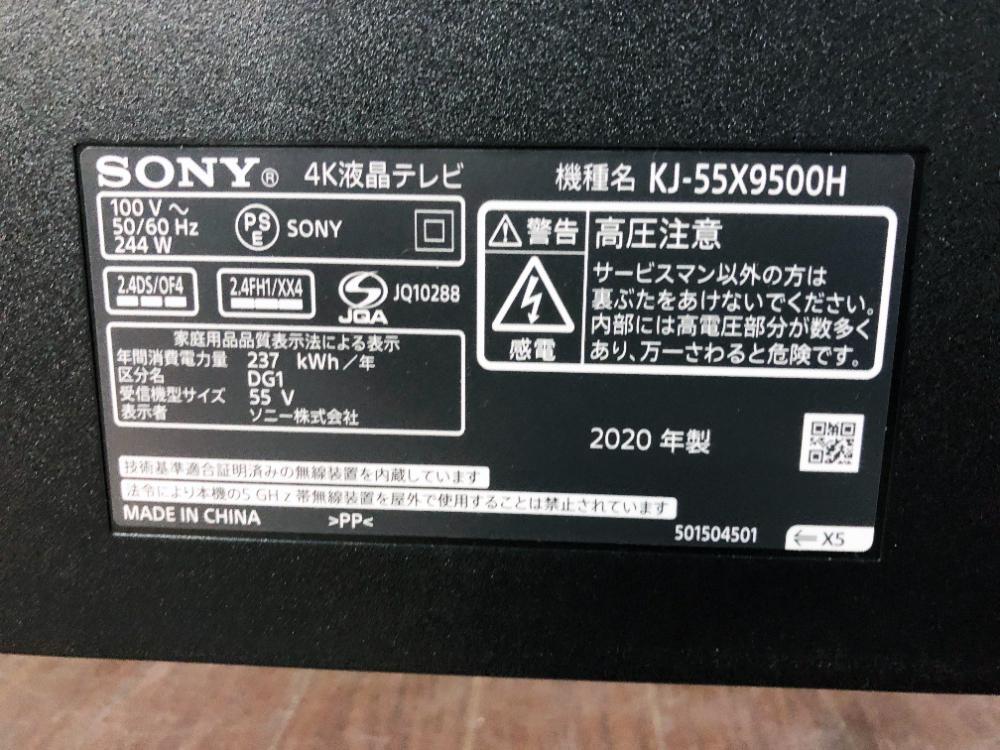 SONY® 4K液晶テレビ 機種名 KJ-55X9500H
100 V ~
50/60 Hz
244 W
PSE SONY
2.4DS/OF4 2.4FH1/XX4 JQA JQ10288
家庭用品品質表示法による表示
年間消費電力量 237 kWh/年
区分名 DG1
受信機型サイズ 55 V
表示者 ソニー株式会社
警告 高圧注意
感電
サービスマン以外の方は
裏ぶたをあけないでください。
内部には高電圧部分が数多く
あり、万一さわると危険です。
2020 年製
技術基準適合証明済みの無線装置を内蔵しています
法令により本機の5 GHz帯無線装置を屋外で使用することは禁止されています
MADE IN CHINA >PP<
501504501 ← X5